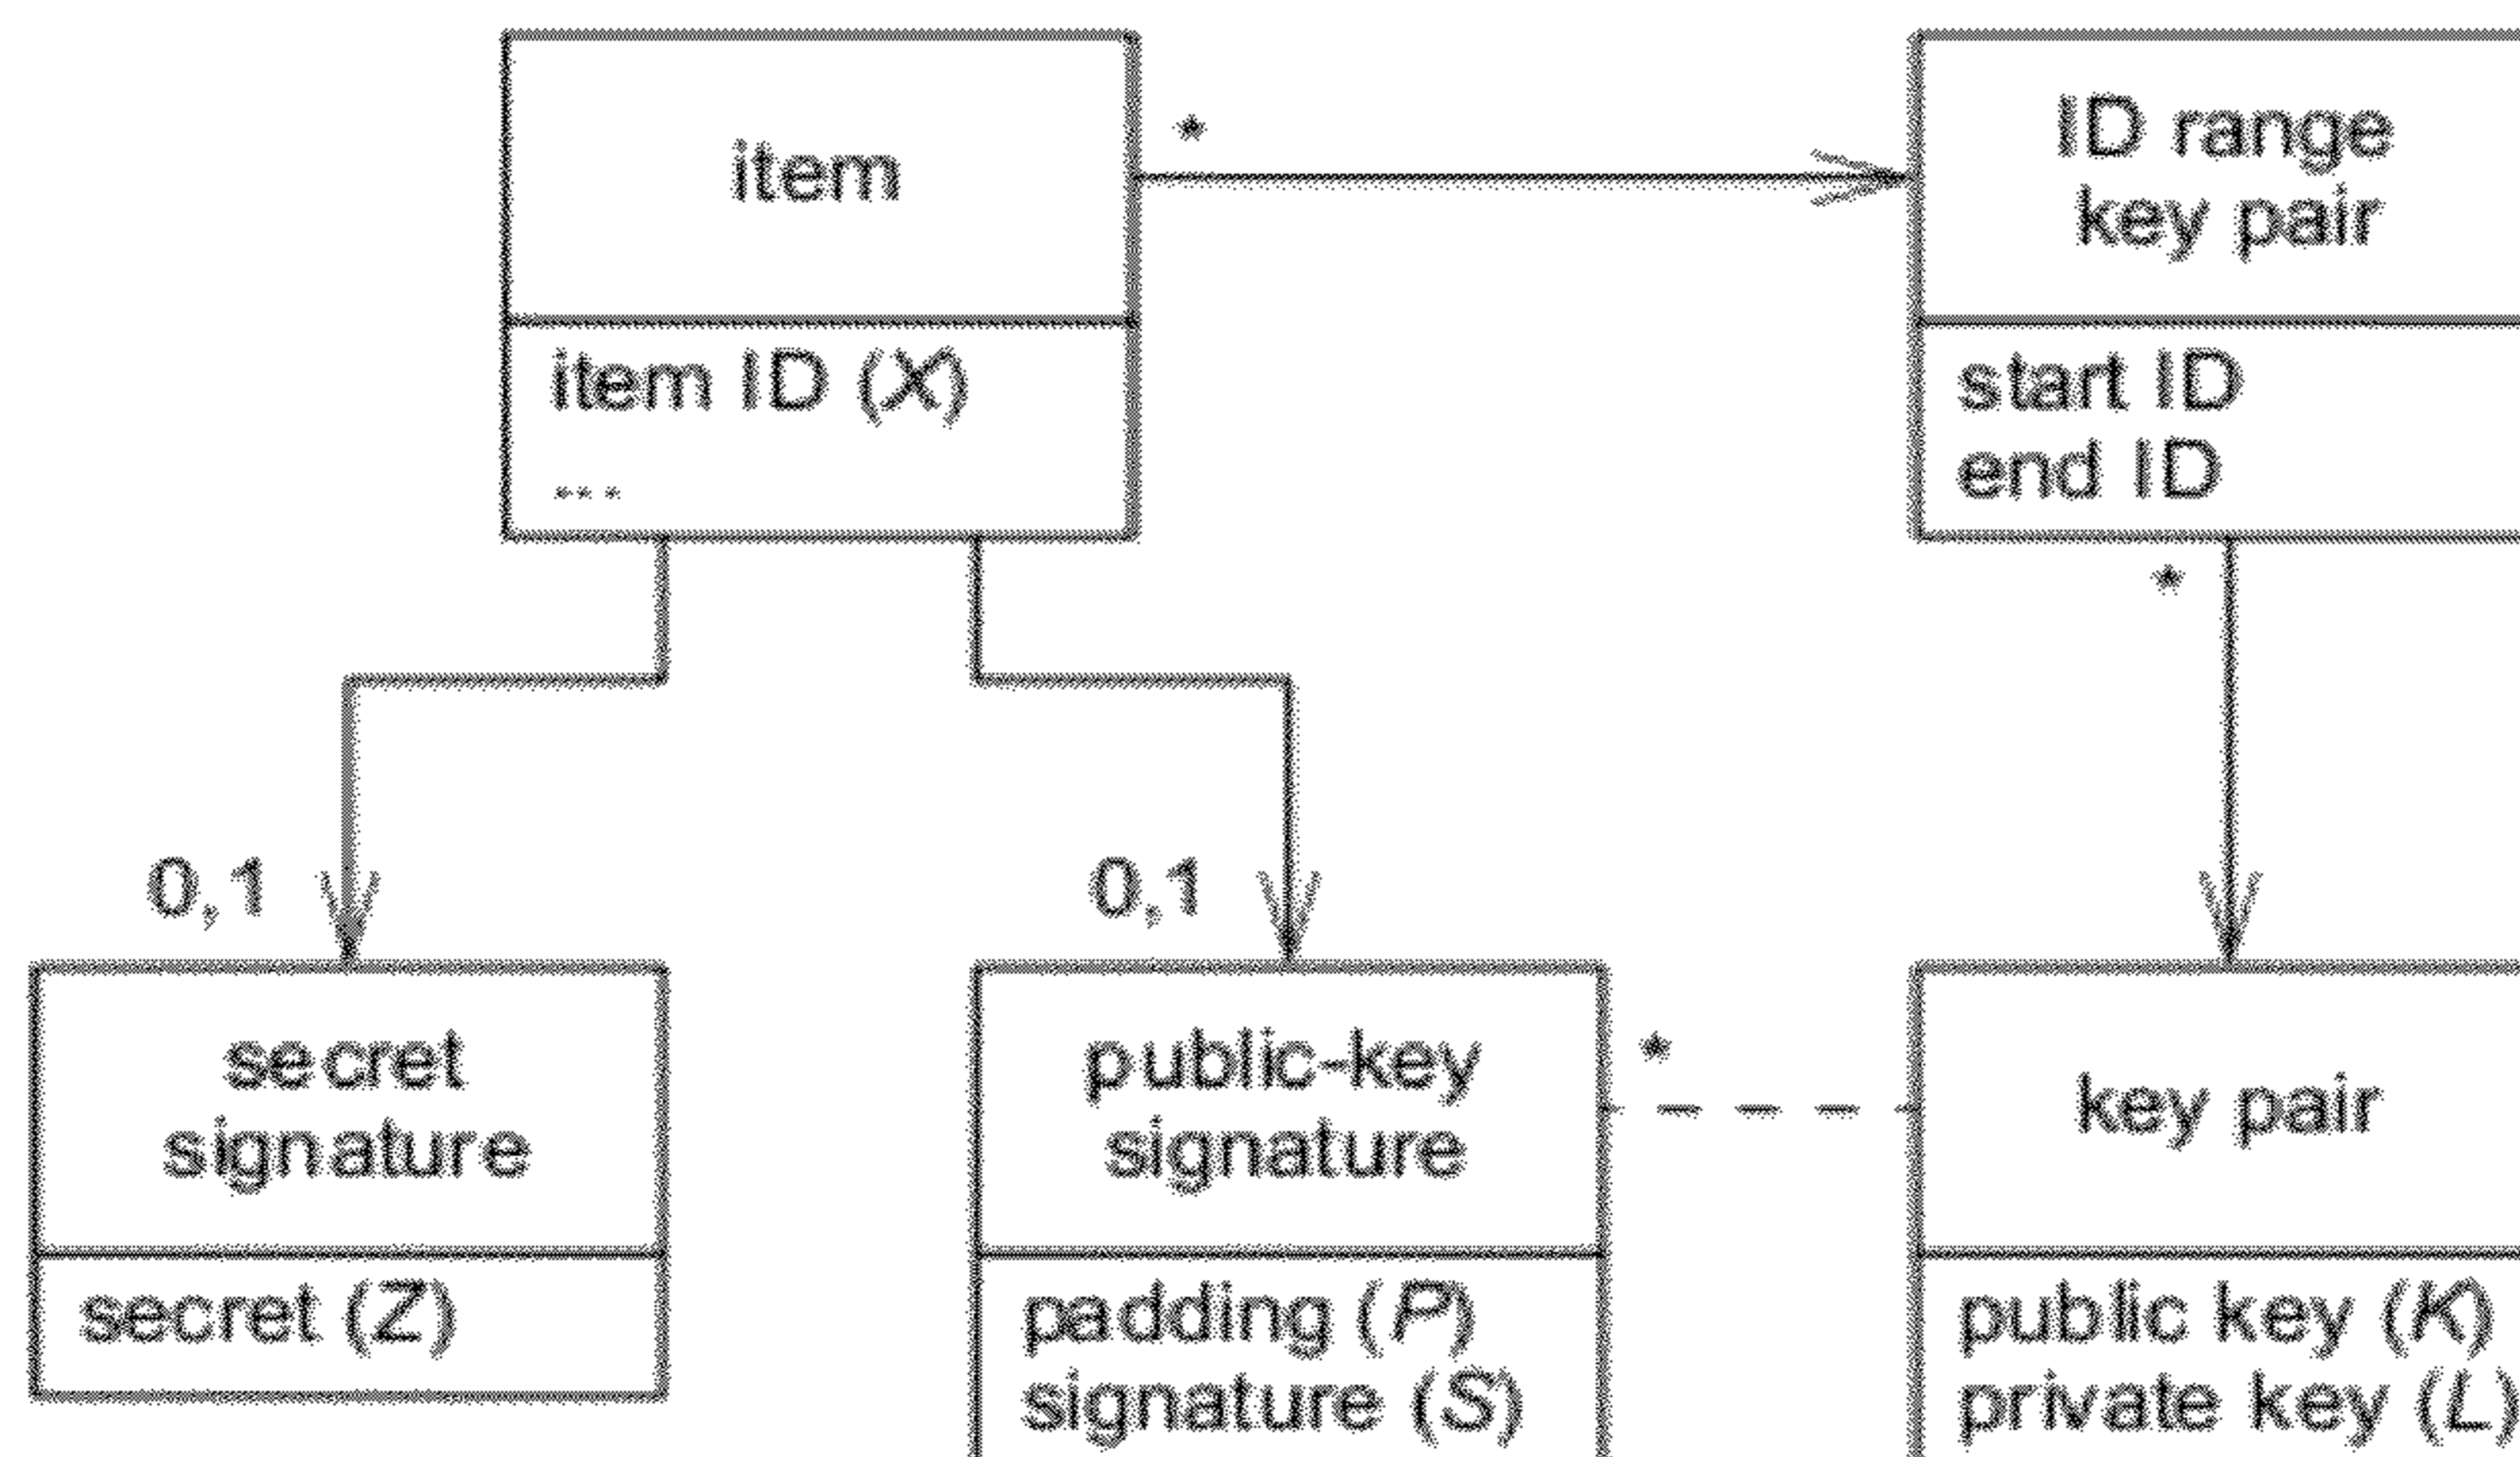 item
item ID (X)
...
*
ID range
key pair
start ID
end ID
*
0,1
0,1
secret
signature
secret (Z)
public-key
signature
padding (P)
signature (S)
*
key pair
public key (K)
private key (L)